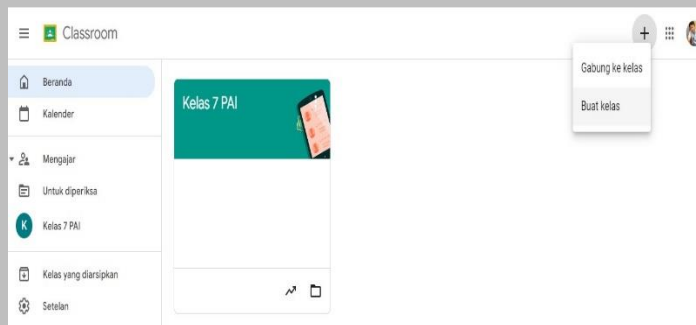 Classroom
Gabung ke kelas
Buat kelas
Beranda
Kalender
Mengajar
Untuk diperiksa
K Kelas 7 PAI
Kelas yang diarsipkan
Setelan
Kelas 7 PAI